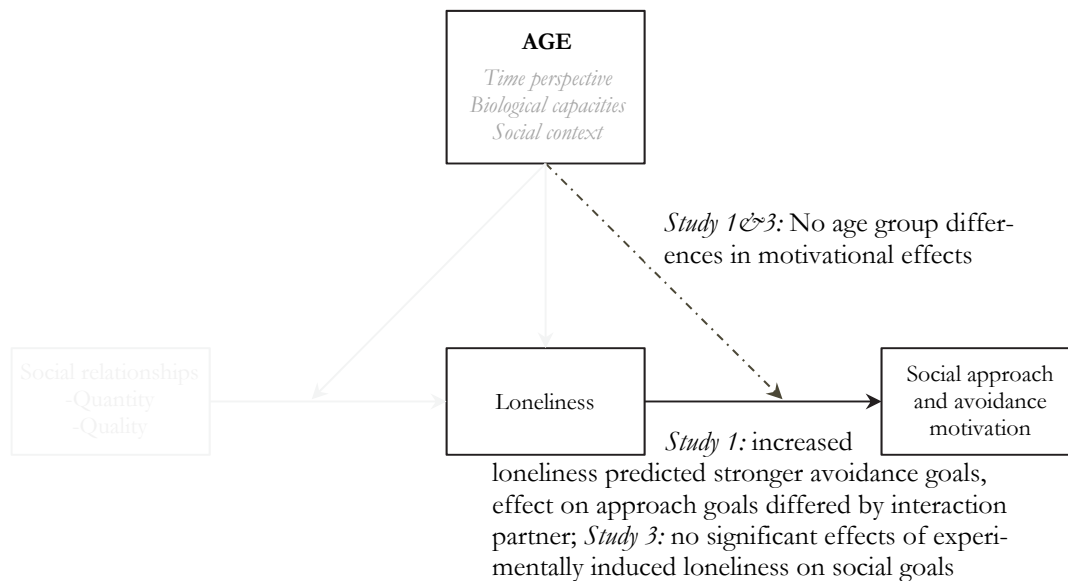 AGE
Time perspective
Biological capacities
Social context
Study 1&3: No age group differ-
ences in motivational effects
Social relationships
-Quantity
-Quality
Loneliness
Social approach
and avoidance
motivation
Study 1: increased
loneliness predicted stronger avoidance goals,
effect on approach goals differed by interaction
partner; Study 3: no significant effects of experi-
mentally induced loneliness on social goals